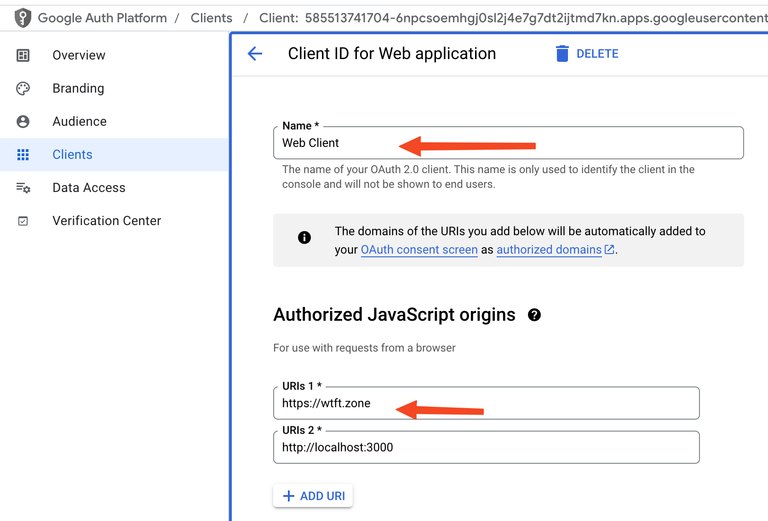 Google Auth Platform / Clients / Client: 585513741704-6npcsoemhgj0sl2j4e7g7dt2ijtmd7kn.apps.googleusercontent
Overview
Branding
Audience
Clients
Data Access
Verification Center
Client ID for Web application
DELETE
Name *
Web Client
The name of your OAuth 2.0 client. This name is only used to identify the client in the
console and will not be shown to end users.
The domains of the URIs you add below will be automatically added to
your OAuth consent screen as authorized domains.
Authorized JavaScript origins
For use with requests from a browser
URIs 1 *
https://wtft.zone
URIs 2 *
http://localhost:3000
ADD URI